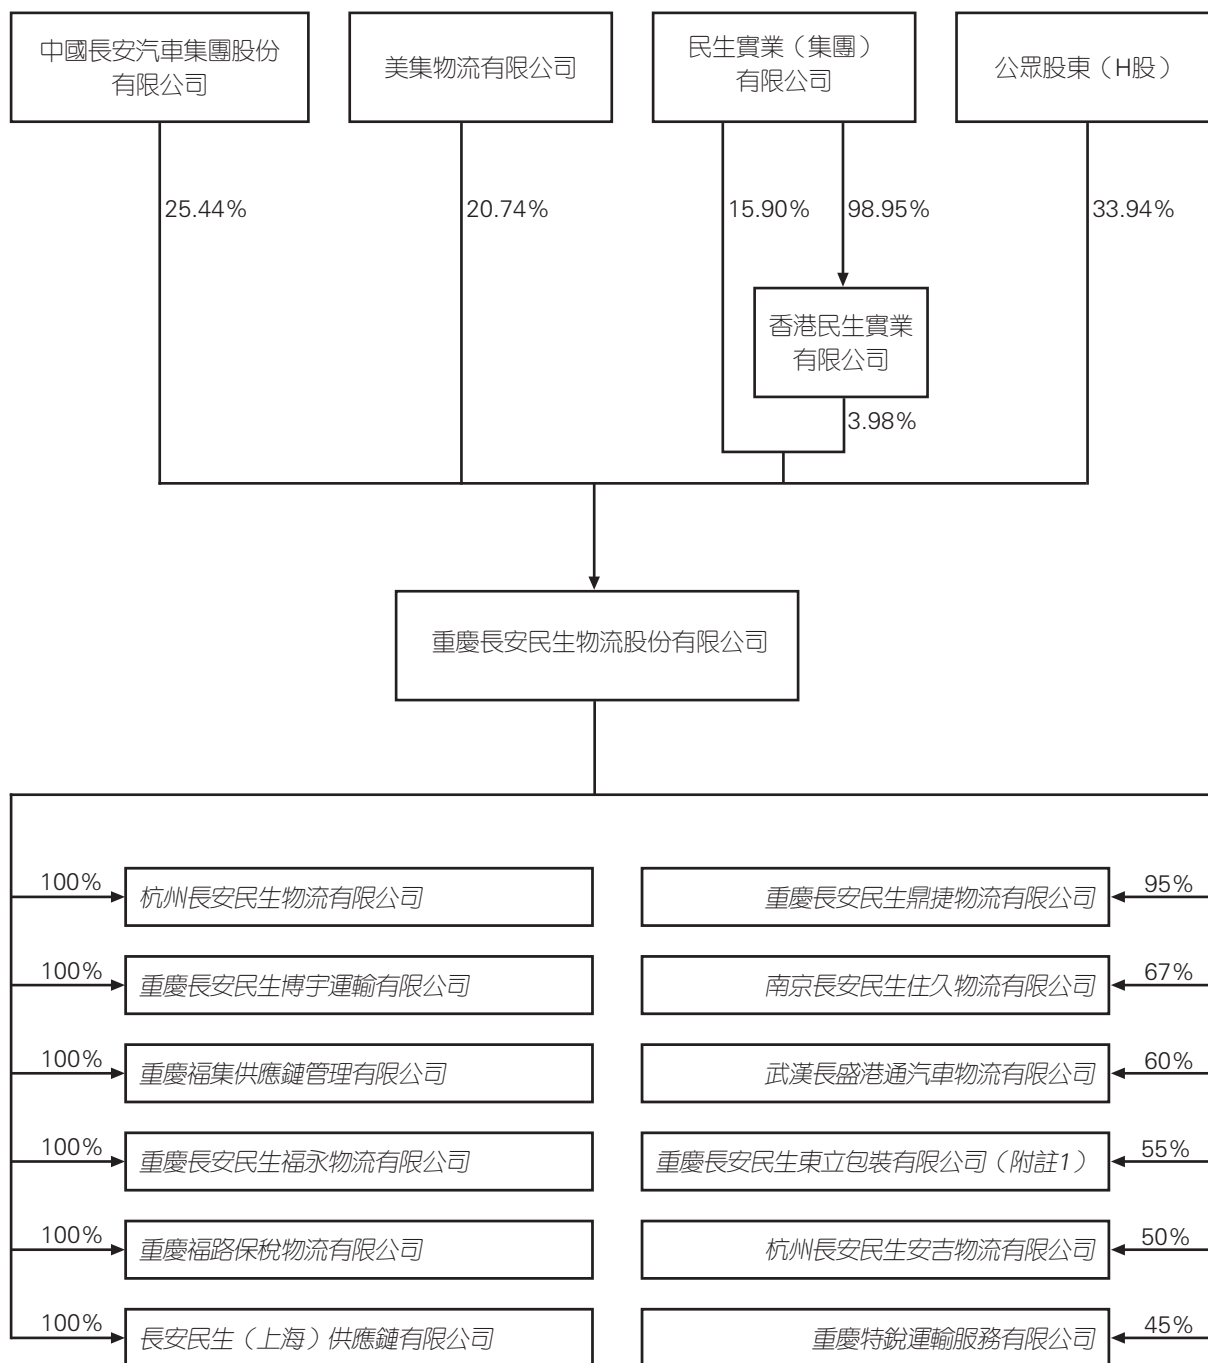 中國長安汽車集團股份
有限公司
美集物流有限公司
民生實業（集團）
有限公司
公眾股東（H股）
25.44%
20.74%
15.90%
98.95%
33.94%
香港民生實業
有限公司
3.98%
重慶長安民生物流股份有限公司
100%
杭州長安民生物流有限公司
重慶長安民生鼎捷物流有限公司
95%
100%
重慶長安民生博宇運輸有限公司
南京長安民生住久物流有限公司
67%
100%
重慶福集供應鏈管理有限公司
武漢長盛港通汽車物流有限公司
60%
100%
重慶長安民生福永物流有限公司
重慶長安民生東立包裝有限公司（附註1）
55%
100%
重慶福路保稅物流有限公司
杭州長安民生安吉物流有限公司
50%
100%
長安民生（上海）供應鏈有限公司
重慶特銳運輸服務有限公司
45%